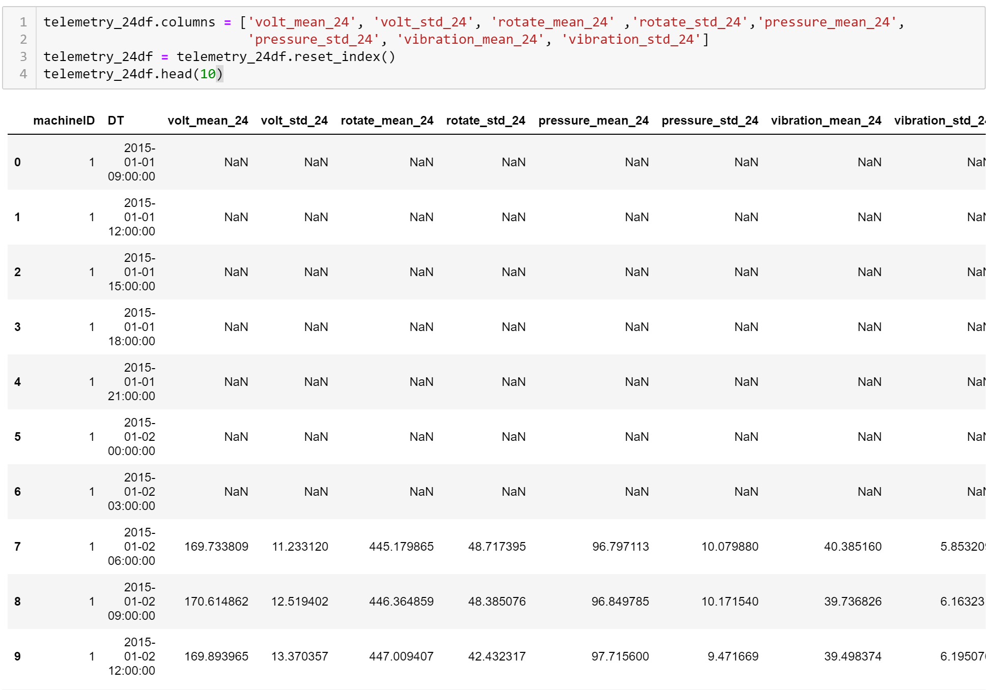 1 telemetry_24df.columns = ['volt_mean_24', 'volt_std_24', 'rotate_mean_24' ,'rotate_std_24','pressure_mean_24',
2 'pressure_std_24', 'vibration_mean_24', 'vibration_std_24']
3 telemetry_24df = telemetry_24df.reset_index()
4 telemetry_24df.head(10)
machineID DT volt_mean_24 volt_std_24 rotate_mean_24 rotate_std_24 pressure_mean_24 pressure_std_24 vibration_mean_24 vibration_std_24
2015-
0 1 01-01 NaN NaN NaN NaN NaN NaN NaN NaN
09:00:00
2015-
1 1 01-01 NaN NaN NaN NaN NaN NaN NaN NaN
12:00:00
2015-
2 1 01-01 NaN NaN NaN NaN NaN NaN NaN NaN
15:00:00
2015-
3 1 01-01 NaN NaN NaN NaN NaN NaN NaN NaN
18:00:00
2015-
4 1 01-01 NaN NaN NaN NaN NaN NaN NaN NaN
21:00:00
2015-
5 1 01-02 NaN NaN NaN NaN NaN NaN NaN NaN
00:00:00
2015-
6 1 01-02 NaN NaN NaN NaN NaN NaN NaN NaN
03:00:00
2015-
7 1 01-02 169.733809 11.233120 445.179865 48.717395 96.797113 10.079880 40.385160 5.85320
06:00:00
2015-
8 1 01-02 170.614862 12.519402 446.364859 48.385076 96.849785 10.171540 39.736826 6.16323
09:00:00
2015-
9 1 01-02 169.893965 13.370357 447.009407 42.432317 97.715600 9.471669 39.498374 6.19507
12:00:00